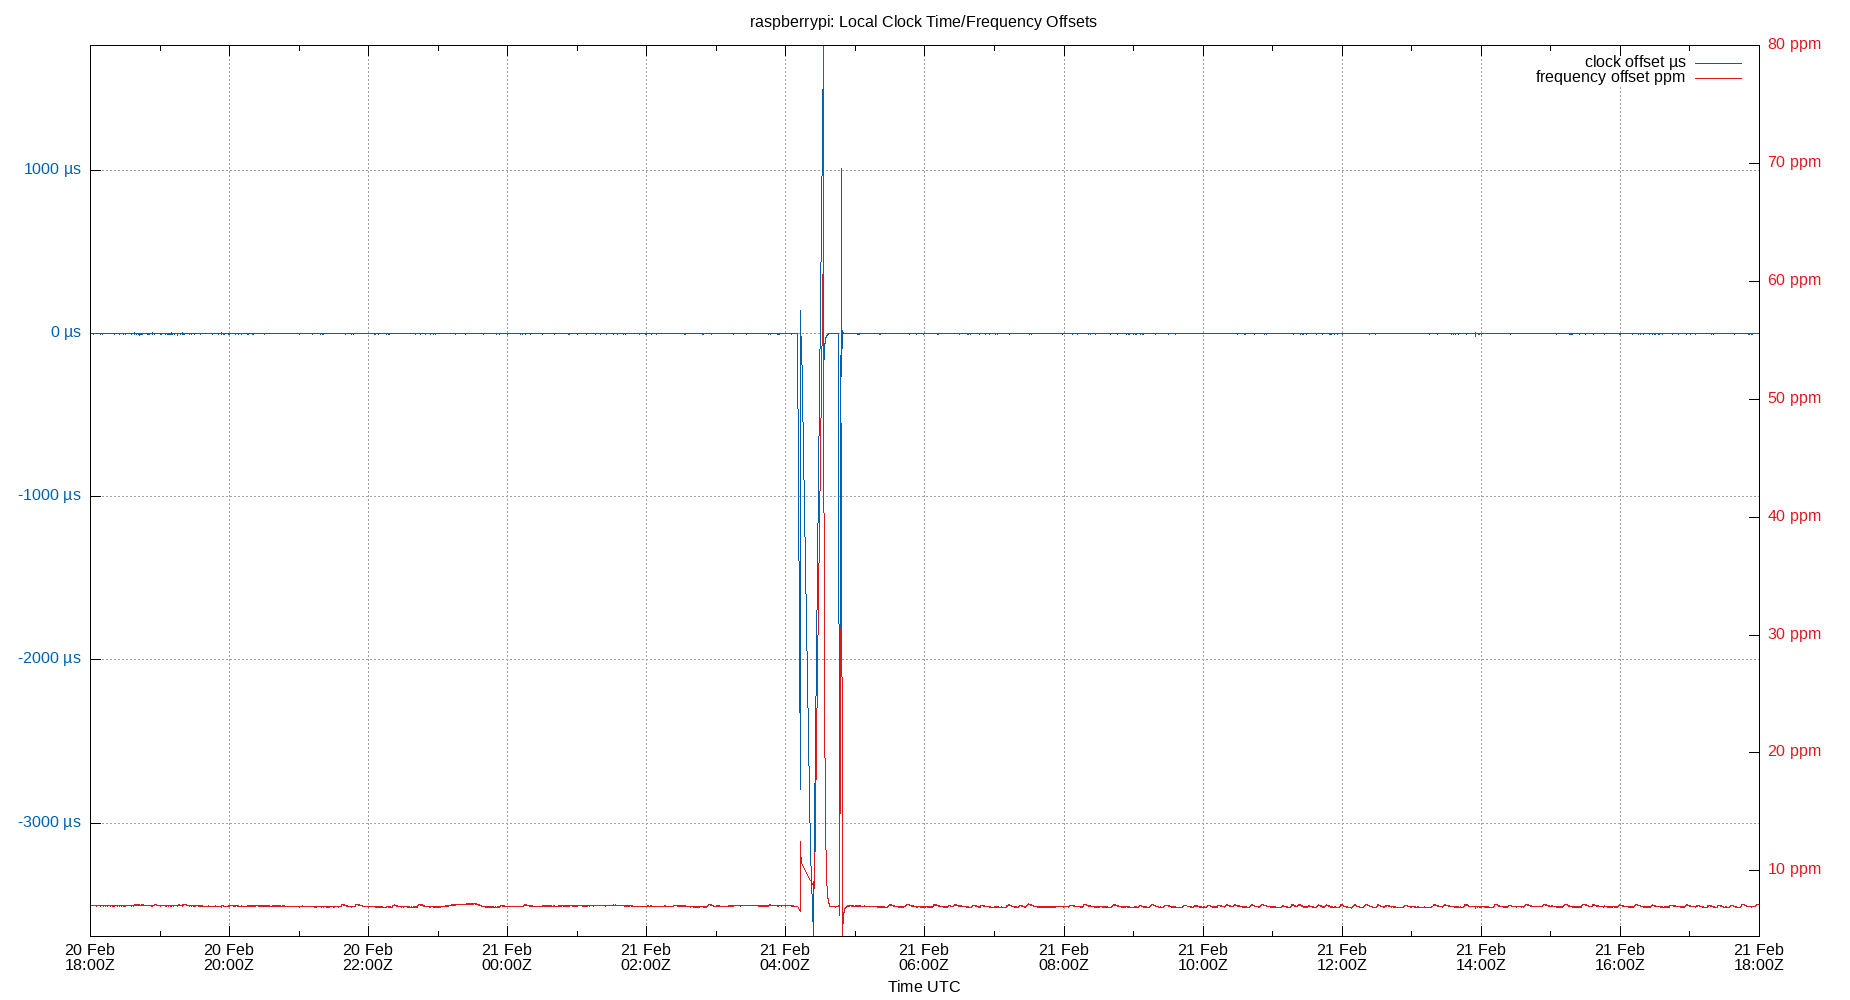 raspberrypi: Local Clock Time/Frequency Offsets
clock offset µs
frequency offset ppm
1000 µs
0 µs
-1000 µs
-2000 µs
-3000 µs
80 ppm
70 ppm
60 ppm
50 ppm
40 ppm
30 ppm
20 ppm
10 ppm
20 Feb 20 Feb 20 Feb 21 Feb 21 Feb 21 Feb 21 Feb 21 Feb 21 Feb 21 Feb 21 Feb 21 Feb 21 Feb
18:00Z 20:00Z 22:00Z 00:00Z 02:00Z 04:00Z 06:00Z 08:00Z 10:00Z 12:00Z 14:00Z 16:00Z 18:00Z
Time UTC